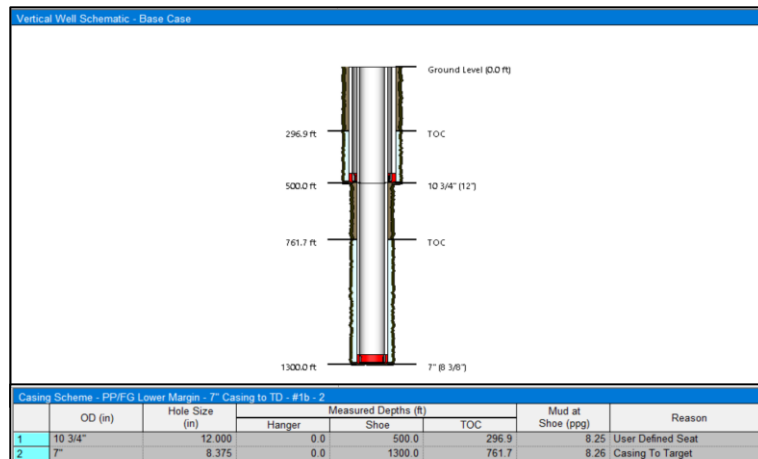 Vertical Well Schematic - Base Case
Ground Level (0.0 ft)
296.9 ft TOC
500.0 ft 10 3/4" (12")
761.7 ft TOC
1300.0 ft 7" (8 3/8")
Casing Scheme - PP/FG Lower Margin - 7" Casing to TD - #1b - 2
OD (in) Hole Size (in) Measured Depths (ft) Hanger Shoe TOC Mud at Shoe (ppg) Reason
1 10 3/4" 12.000 0.0 500.0 296.9 8.25 User Defined Seat
2 7" 8.375 0.0 1300.0 761.7 8.26 Casing To Target